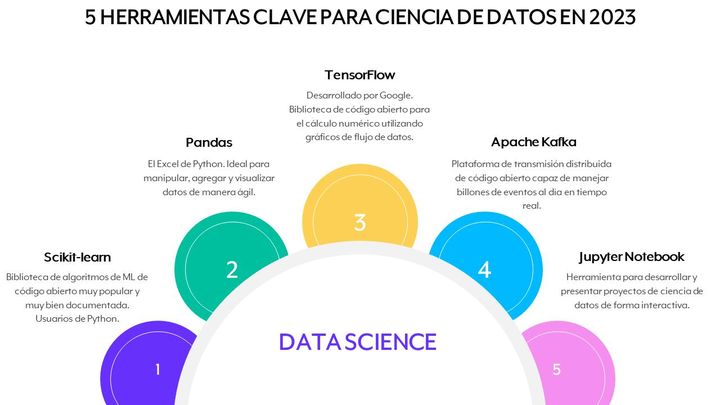 5 HERRAMIENTAS CLAVE PARA CIENCIA DE DATOS EN 2023
Scikit-learn
Biblioteca de algoritmos de ML de
código abierto muy popular y
muy bien documentada.
Usuarios de Python.
1
Pandas
El Excel de Python. Ideal para
manipular, agregar y visualizar
datos de manera ágil.
2
TensorFlow
Desarrollado por Google.
Biblioteca de código abierto para
el cálculo numérico utilizando
gráficos de flujo de datos.
3
Apache Kafka
Plataforma de transmisión distribuida
de código abierto capaz de manejar
billones de eventos al día en tiempo
real.
4
Jupyter Notebook
Herramienta para desarrollar y
presentar proyectos de ciencia de
datos de forma interactiva.
5
DATA SCIENCE